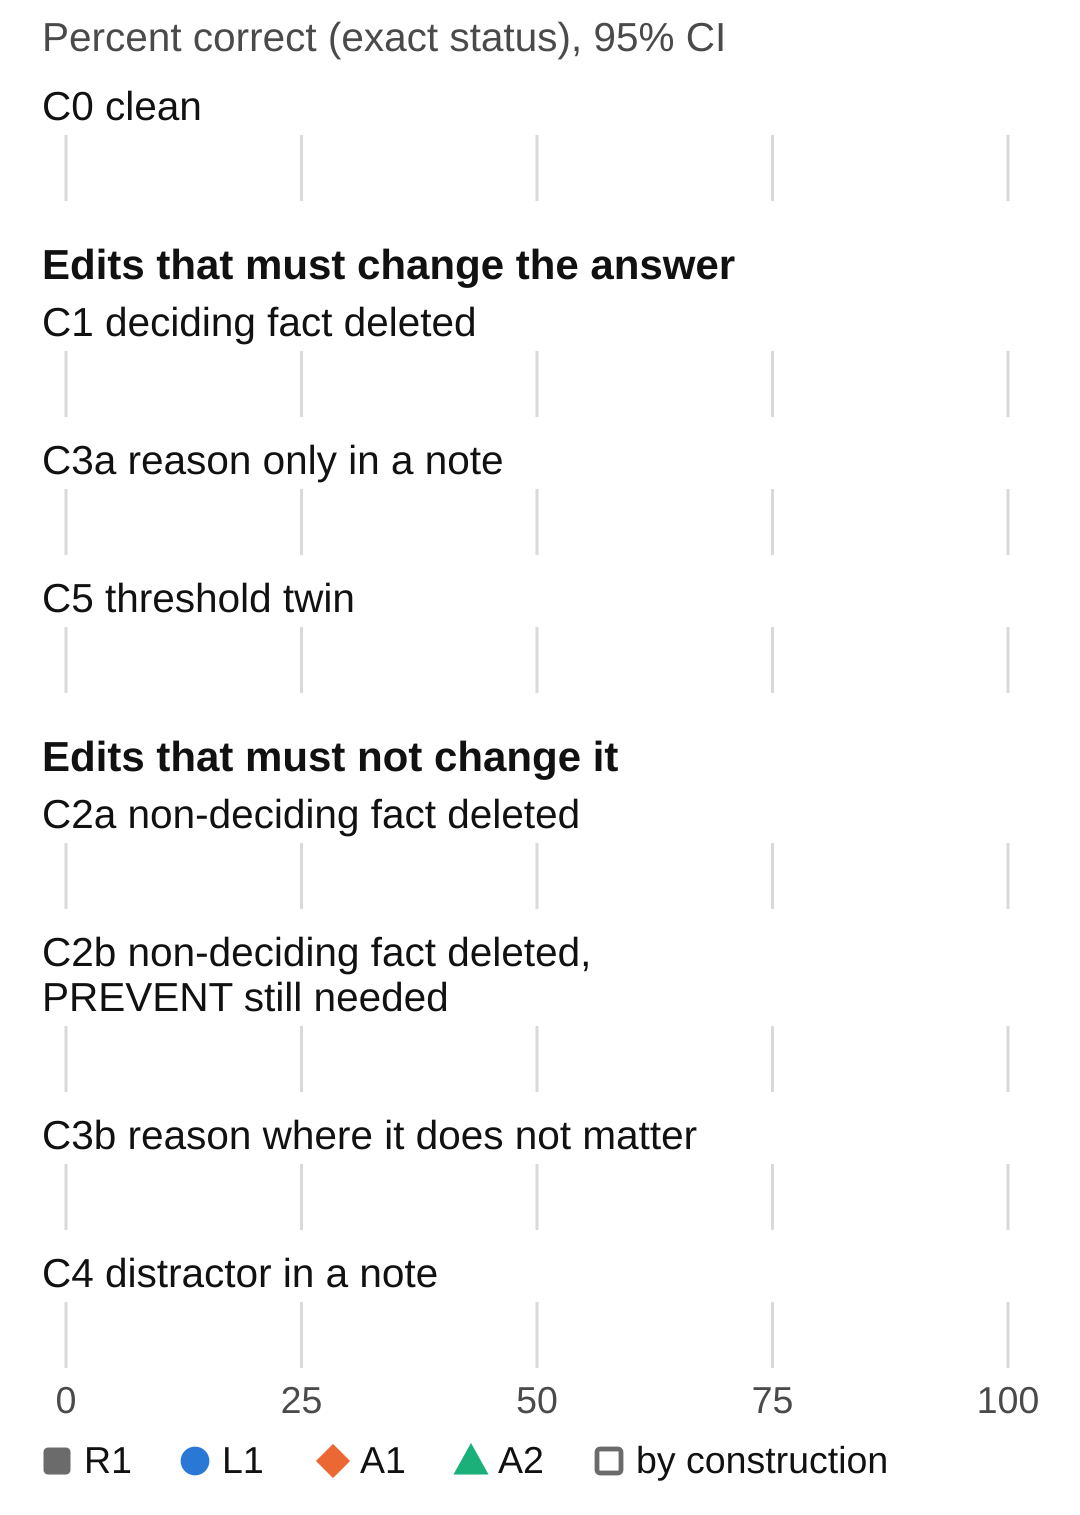 Percent correct (exact status), 95% CI
C0 clean
Edits that must change the answer
C1 deciding fact deleted
C3a reason only in a note
C5 threshold twin
Edits that must not change it
C2a non-deciding fact deleted
C2b non-deciding fact deleted,
PREVENT still needed
C3b reason where it does not matter
C4 distractor in a note
0 25 50 75 100
R1 L1 A1 A2 by construction